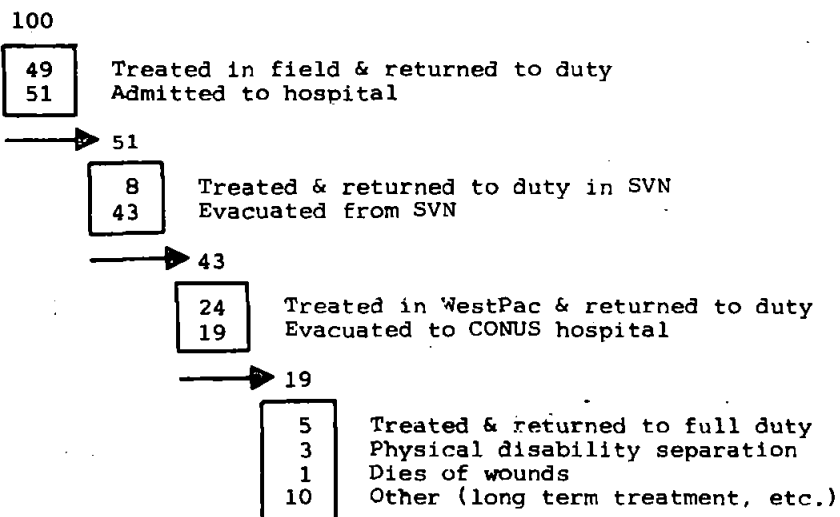 100
49 Treated in field & returned to duty
51 Admitted to hospital
51
8 Treated & returned to duty in SVN
43 Evacuated from SVN
43
24 Treated in WestPac & returned to duty
19 Evacuated to CONUS hospital
19
5 Treated & returned to full duty
3 Physical disability separation
1 Dies of wounds
10 Other (long term treatment, etc.)